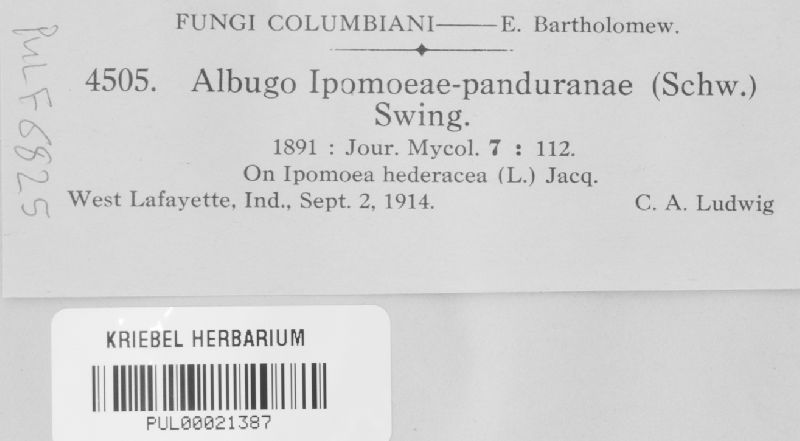 FUNGI COLUMBIANI—E. Bartholomew.
4505. Albugo Ipomoeae-panduranae (Schw.)
Swing.
1891 : Jour. Mycol. 7 : 112.
On Ipomoea hederacea (L.) Jacq.
West Lafayette, Ind., Sept. 2, 1914. C. A. Ludwig
PUL F6825
KRIEBEL HERBARIUM
PUL00021387